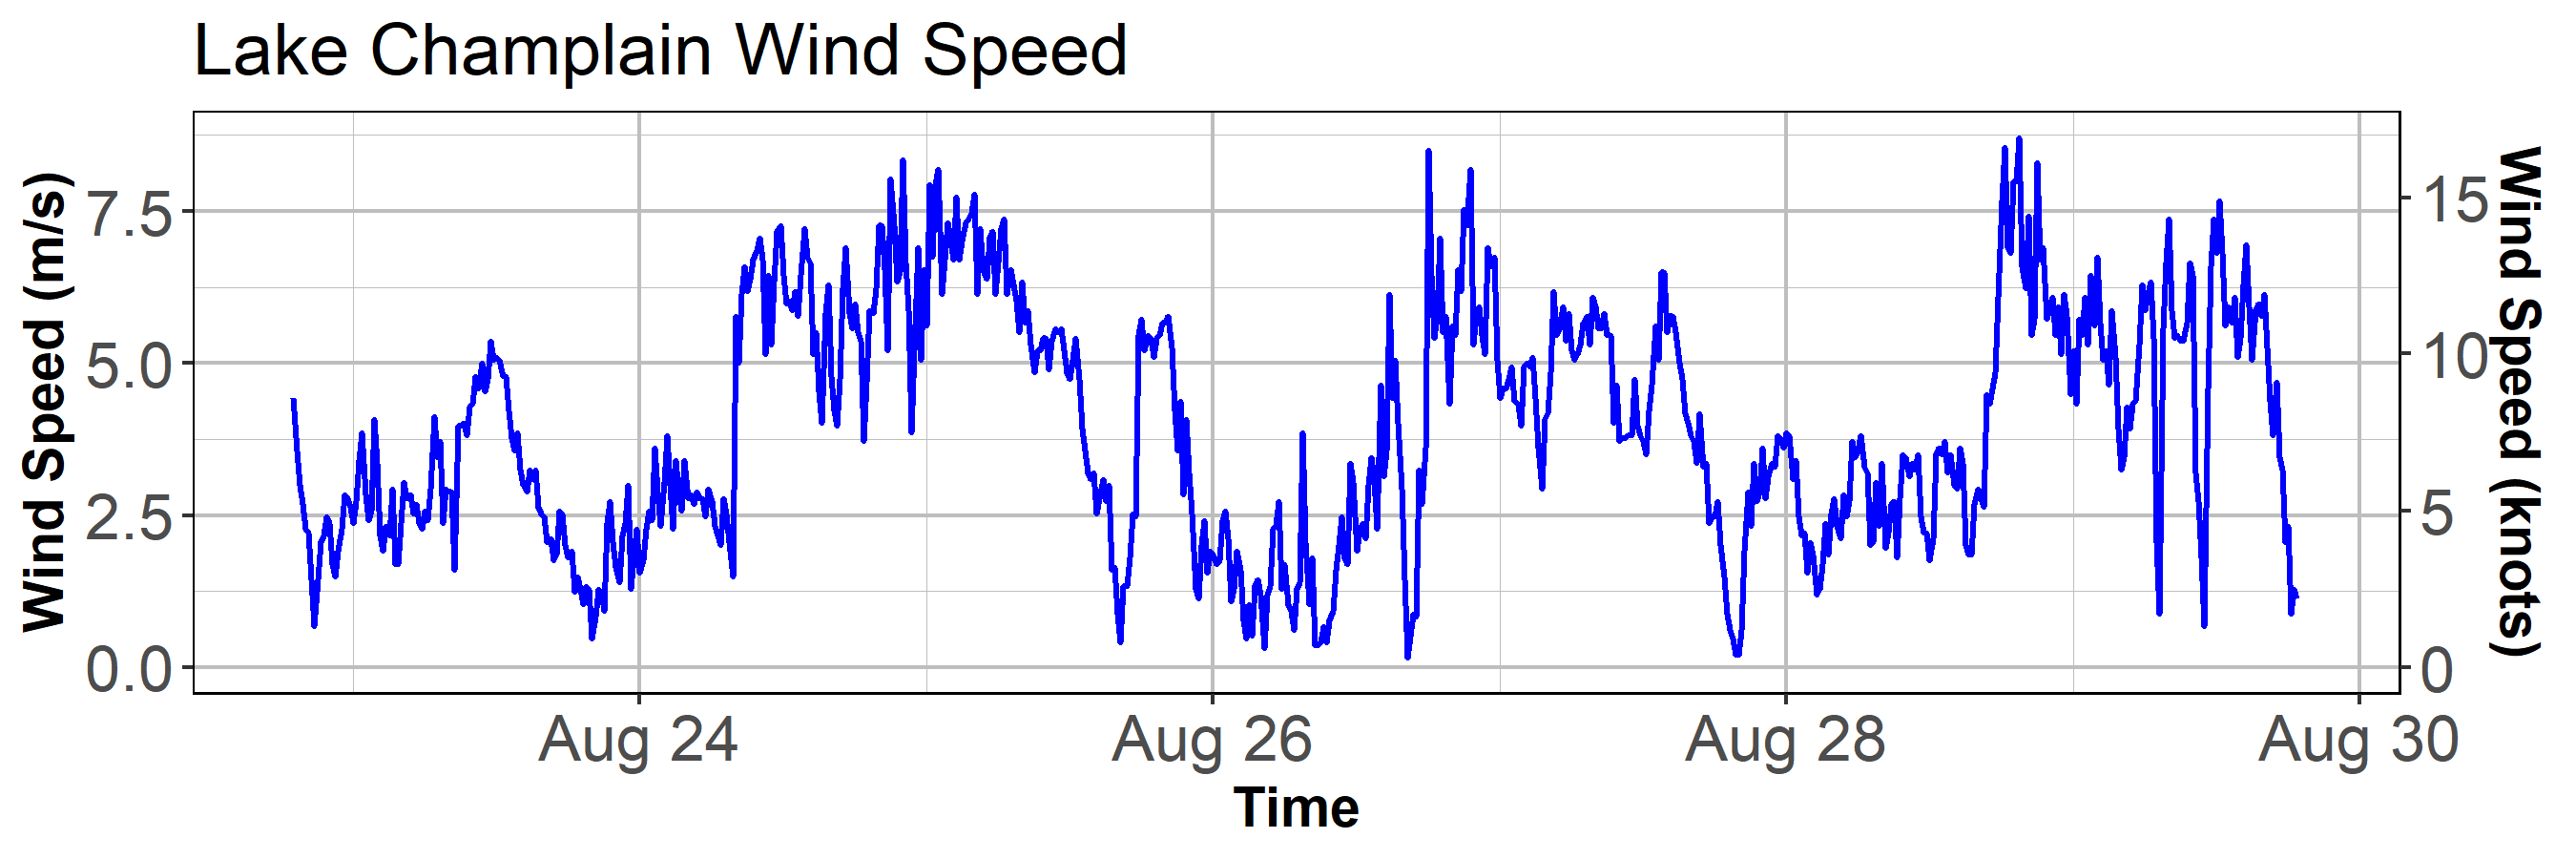 Lake Champlain Wind Speed
Wind Speed (m/s)
7.5
5.0
2.5
0.0
15
10
5
0
Wind Speed (knots)
Aug 24
Aug 26
Aug 28
Aug 30
Time